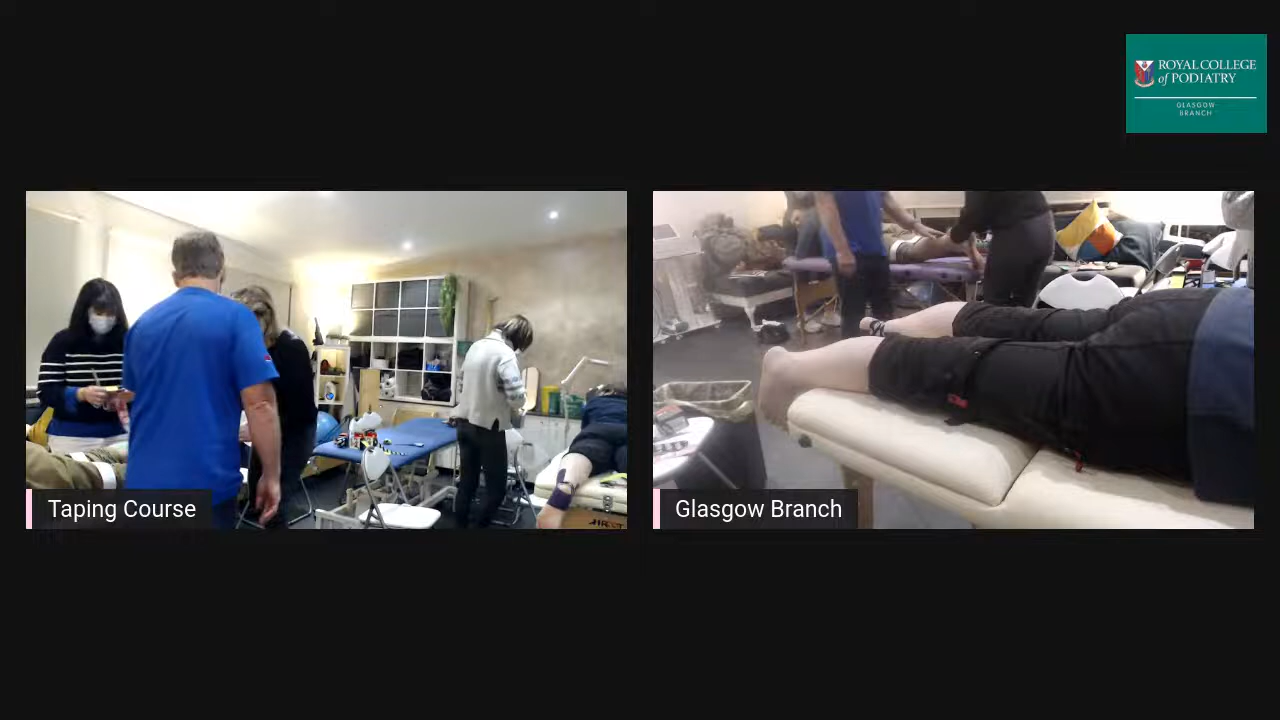 ROYAL COLLEGE
of PODIATRY
GLASGOW
BRANCH
Taping Course
Glasgow Branch